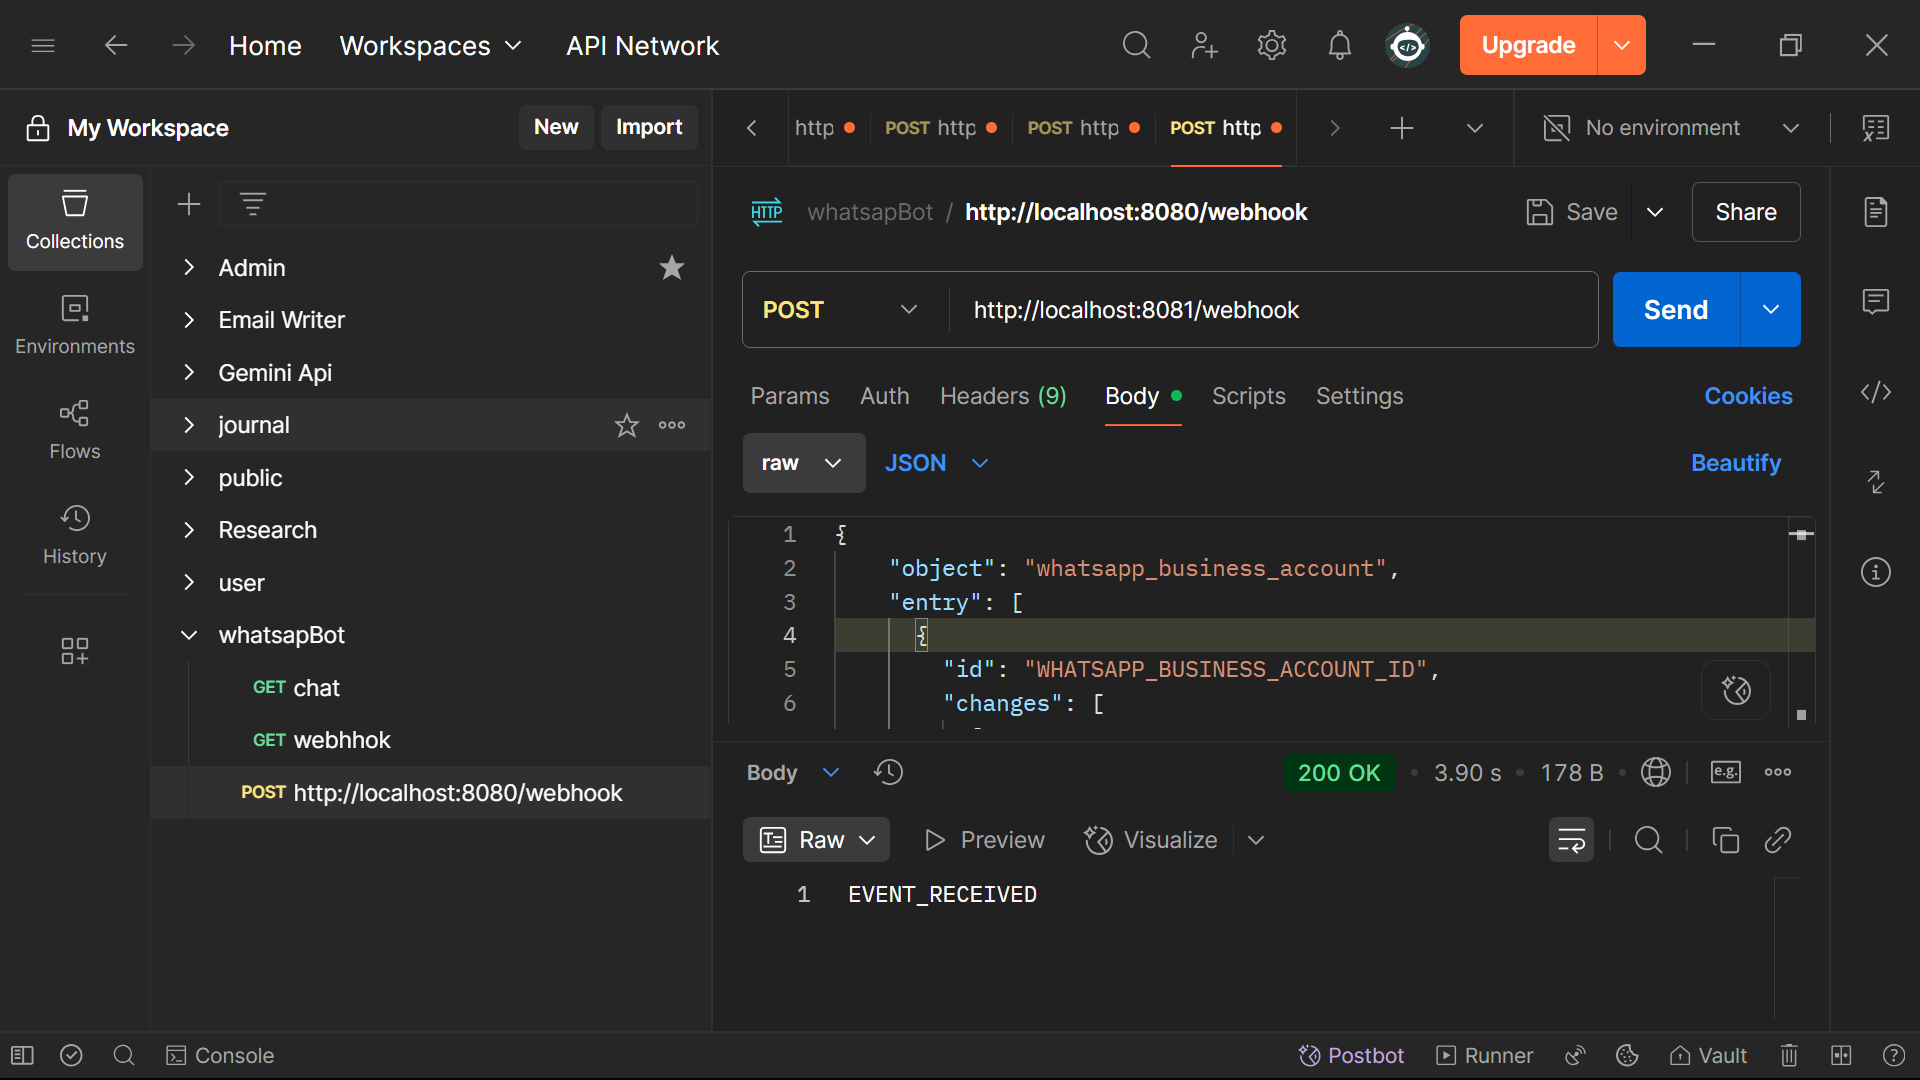 Home Workspaces API Network Upgrade
My Workspace New Import
http POST http POST http POST http No environment
Collections
Environments
Flows
History
Admin
Email Writer
Gemini Api
journal
public
Research
user
whatsapBot
GET chat
GET webhhok
POST http://localhost:8080/webhook
HTTP whatsapBot / http://localhost:8080/webhook Save Share
POST http://localhost:8081/webhook Send
Params Auth Headers (9) Body Scripts Settings Cookies
raw JSON Beautify
1 {
2 "object": "whatsapp_business_account",
3 "entry": [
4 {
5 "id": "WHATSAPP_BUSINESS_ACCOUNT_ID",
6 "changes": [
Body 200 OK 3.90 s 178 B e.g.
Raw Preview Visualize
1 EVENT_RECEIVED
Console Postbot Runner Vault